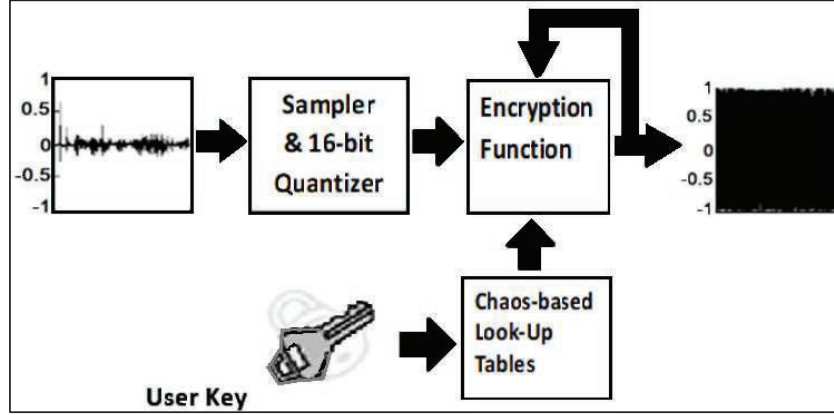 1
0.5
0
-0.5
-1
Sampler
& 16-bit
Quantizer
Encryption
Function
1
0.5
0
-0.5
-1
Chaos-based
Look-Up
Tables
User Key